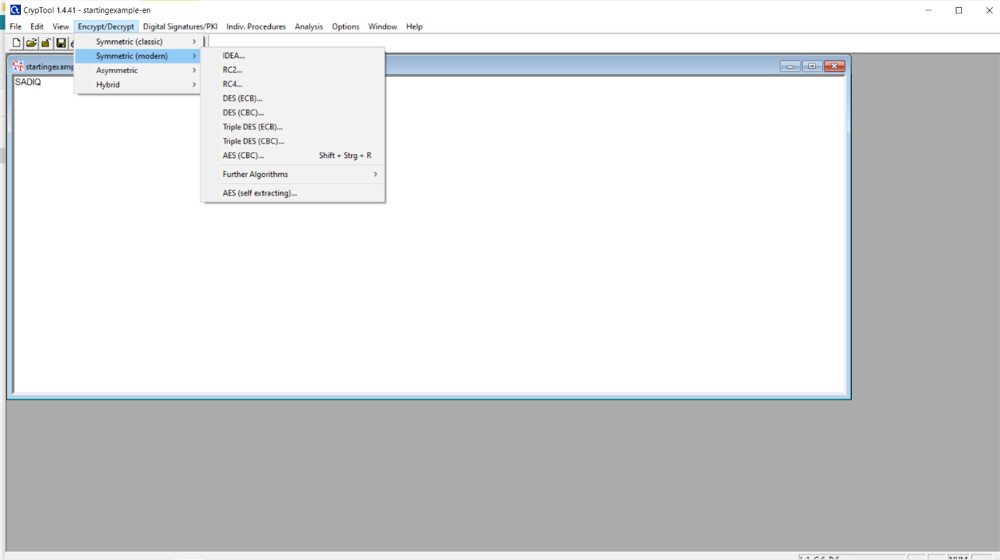 CrypTool 1.4.41 - startingexample-en
File Edit View Encrypt/Decrypt Digital Signatures/PKI Indiv. Procedures Analysis Options Window Help
Symmetric (classic)
Symmetric (modern)
Asymmetric
Hybrid
IDEA...
RC2...
RC4...
DES (ECB)...
DES (CBC)...
Triple DES (ECB)...
Triple DES (CBC)...
AES (CBC)... Shift + Strg + R
Further Algorithms
AES (self extracting)...
startingexamp
SADIQ